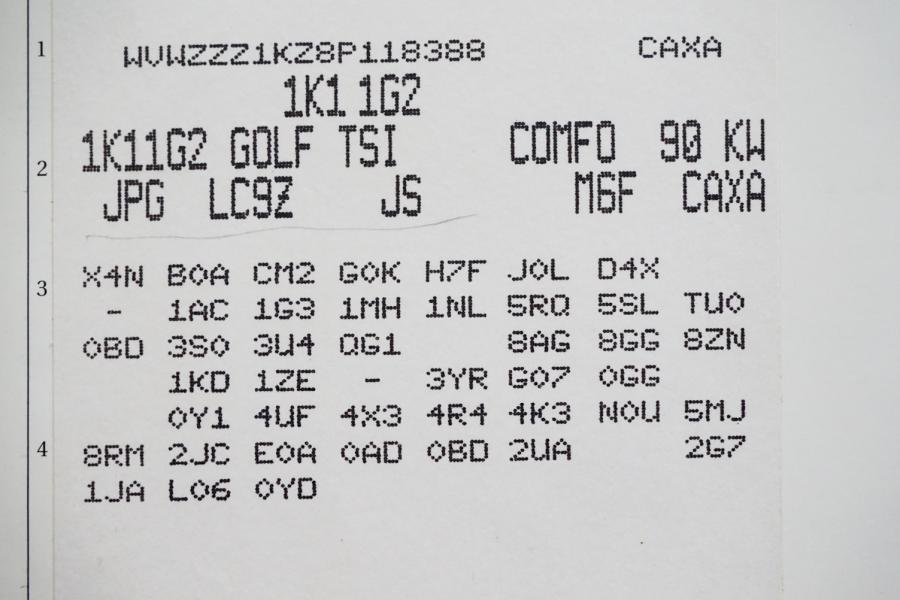 1 WVWZZZ1KZ8P118388 CAXA
1K1 1G2
1K11G2 GOLF TSI COMFO 90 KW
2 JPG LC9Z JS M6F CAXA
X4N B0A CM2 G0K H7F J0L D4X
3 - 1AC 1G3 1MH 1NL 5RQ 5SL TU0
0BD 3S0 3U4 QG1 8AG 8GG 8ZN
1KD 1ZE - 3YR G07 0GG
0Y1 4UF 4X3 4R4 4K3 N0U 5MJ
4 8RM 2JC E0A 0AD 0BD 2UA 2G7
1JA L06 0YD